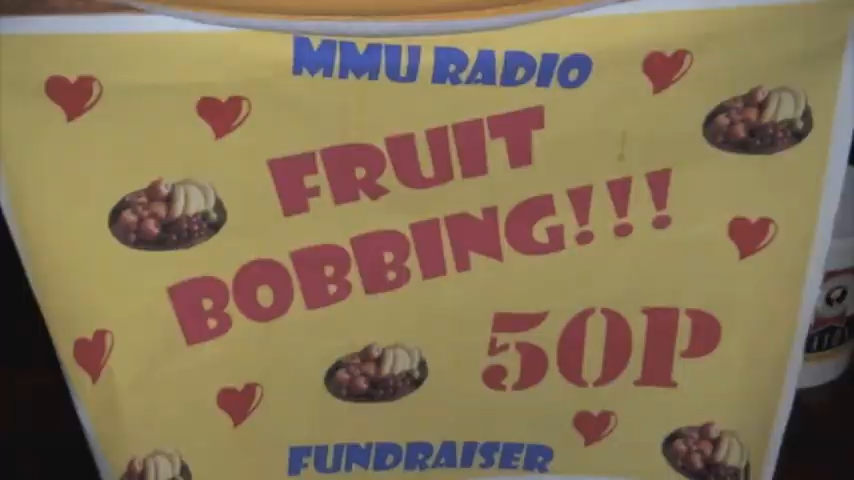 MMU RADIO
FRUIT
BOBBING!!!
50P
FUNDRAISER